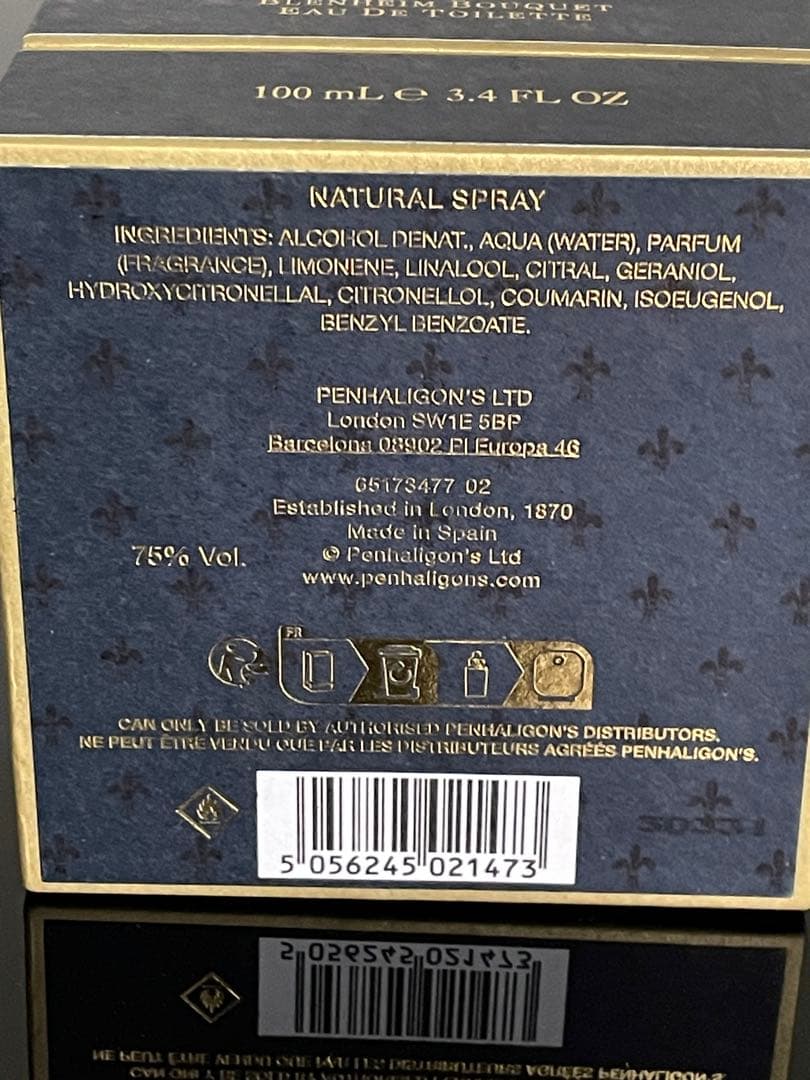 BLENHEIM BOUQUET
EAU DE TOILETTE
100 mL ℮ 3.4 FL OZ
NATURAL SPRAY
INGREDIENTS: ALCOHOL DENAT., AQUA (WATER), PARFUM
(FRAGRANCE), LIMONENE, LINALOOL, CITRAL, GERANIOL,
HYDROXYCITRONELLAL, CITRONELLOL, COUMARIN, ISOEUGENOL,
BENZYL BENZOATE.
PENHALIGON'S LTD
London SW1E 5BP
Barcelona 08902 Pl Europa 46
65173477 02
Established in London, 1870
Made in Spain
75% Vol.
© Penhaligon's Ltd
www.penhaligons.com
FR
CAN ONLY BE SOLD BY AUTHORISED PENHALIGON'S DISTRIBUTORS.
NE PEUT ÊTRE VENDU QUE PAR LES DISTRIBUTEURS AGRÉÉS PENHALIGON'S.
5 056245 021473